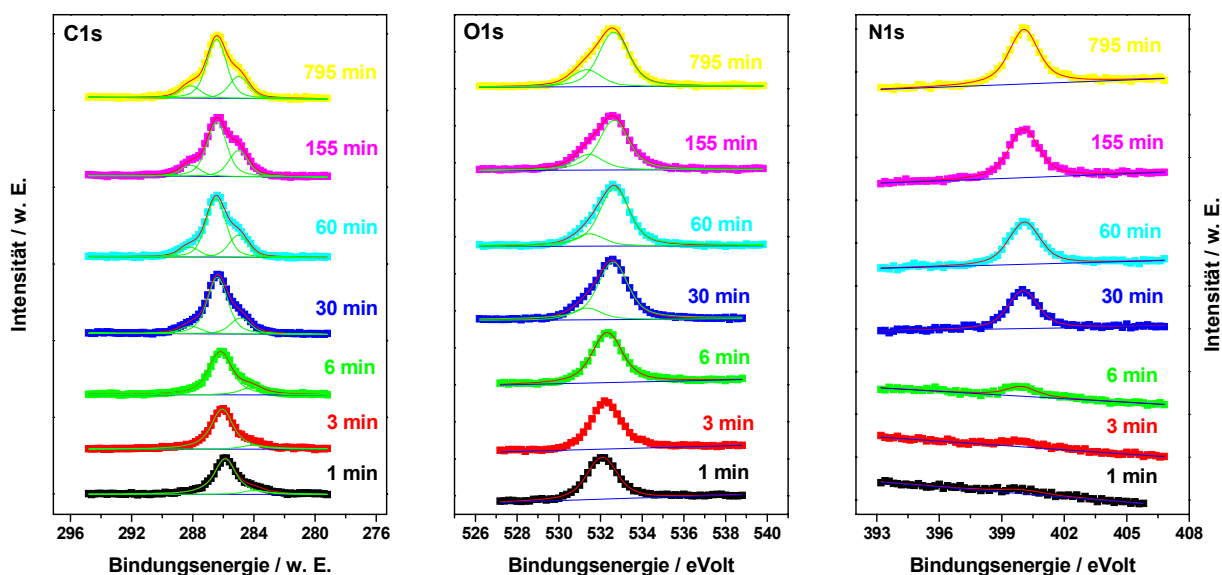 C1s
795 min
155 min
60 min
30 min
6 min
3 min
1 min
Intensität / w. E.
296 292 288 284 280 276
Bindungsenergie / w. E.
O1s
795 min
155 min
60 min
30 min
6 min
3 min
1 min
526 528 530 532 534 536 538 540
Bindungsenergie / eVolt
N1s
795 min
155 min
60 min
30 min
6 min
3 min
1 min
Intensität / w. E.
393 396 399 402 405 408
Bindungsenergie / eVolt